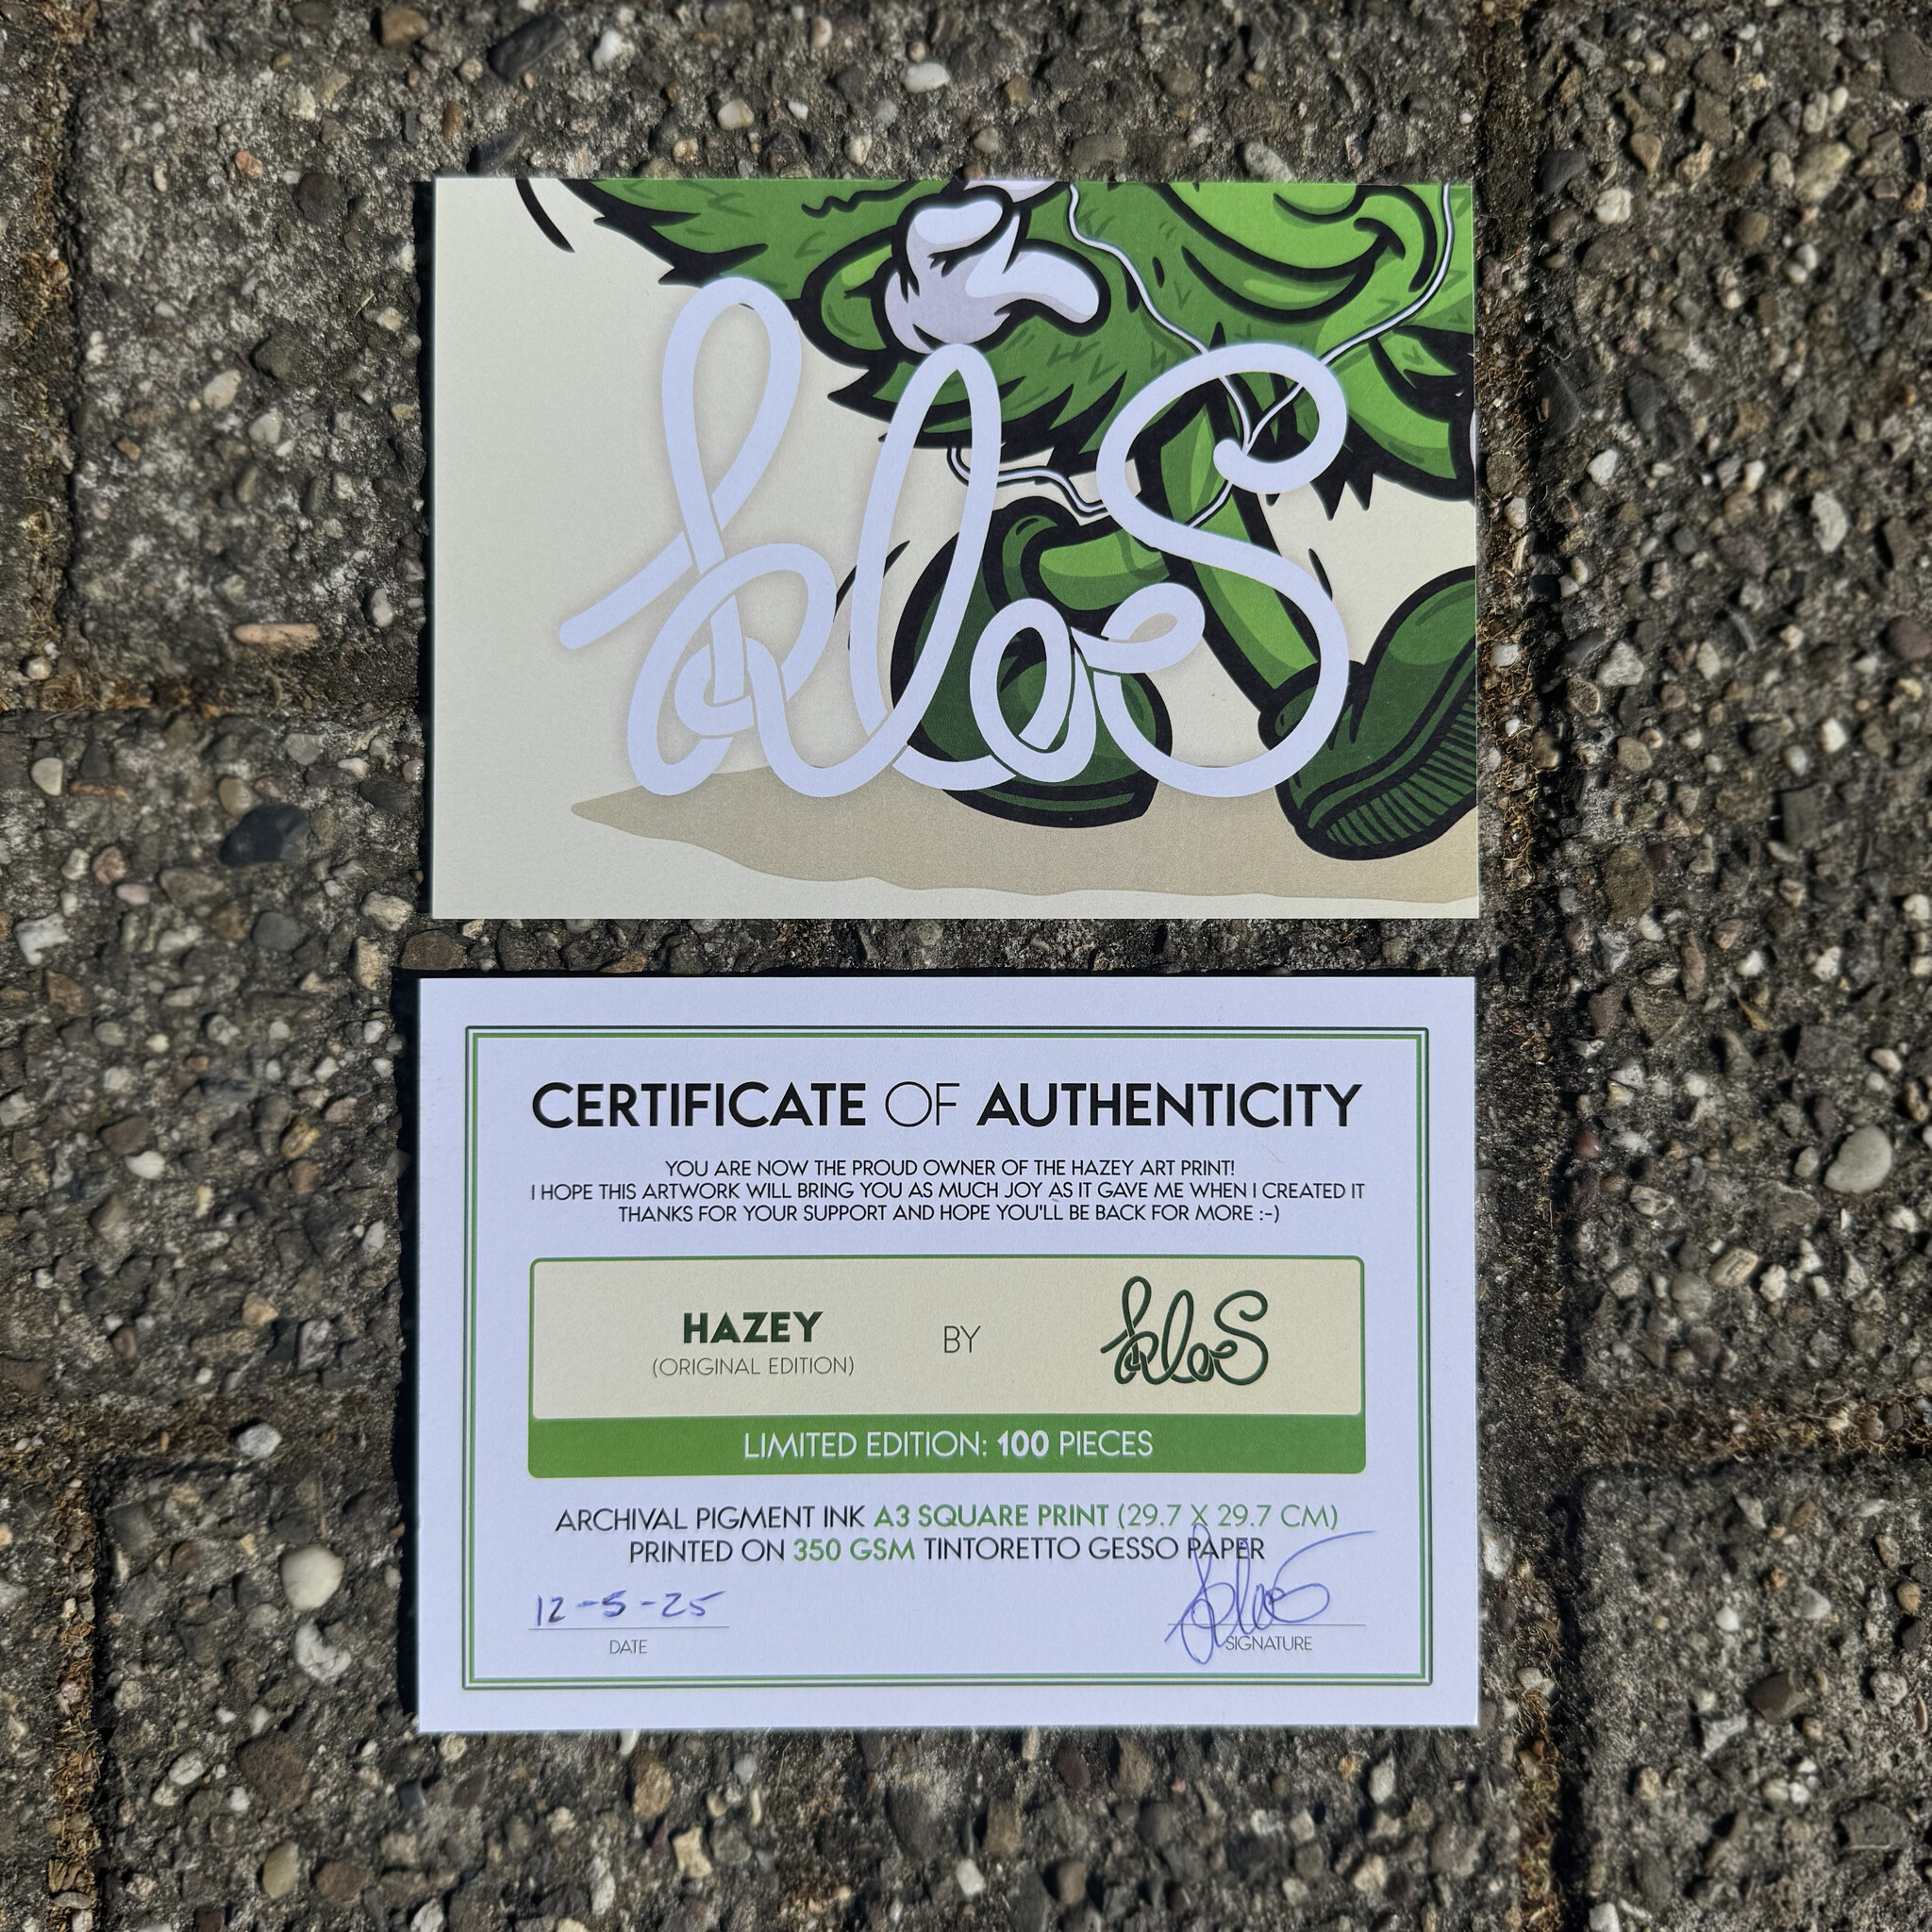 kloes
CERTIFICATE OF AUTHENTICITY
YOU ARE NOW THE PROUD OWNER OF THE HAZEY ART PRINT!
I HOPE THIS ARTWORK WILL BRING YOU AS MUCH JOY AS IT GAVE ME WHEN I CREATED IT
THANKS FOR YOUR SUPPORT AND HOPE YOU'LL BE BACK FOR MORE :-)
HAZEY
(ORIGINAL EDITION)
BY
kloes
LIMITED EDITION: 100 PIECES
ARCHIVAL PIGMENT INK A3 SQUARE PRINT (29.7 X 29.7 CM)
PRINTED ON 350 GSM TINTORETTO GESSO PAPER
12-5-25
DATE
kloes
SIGNATURE